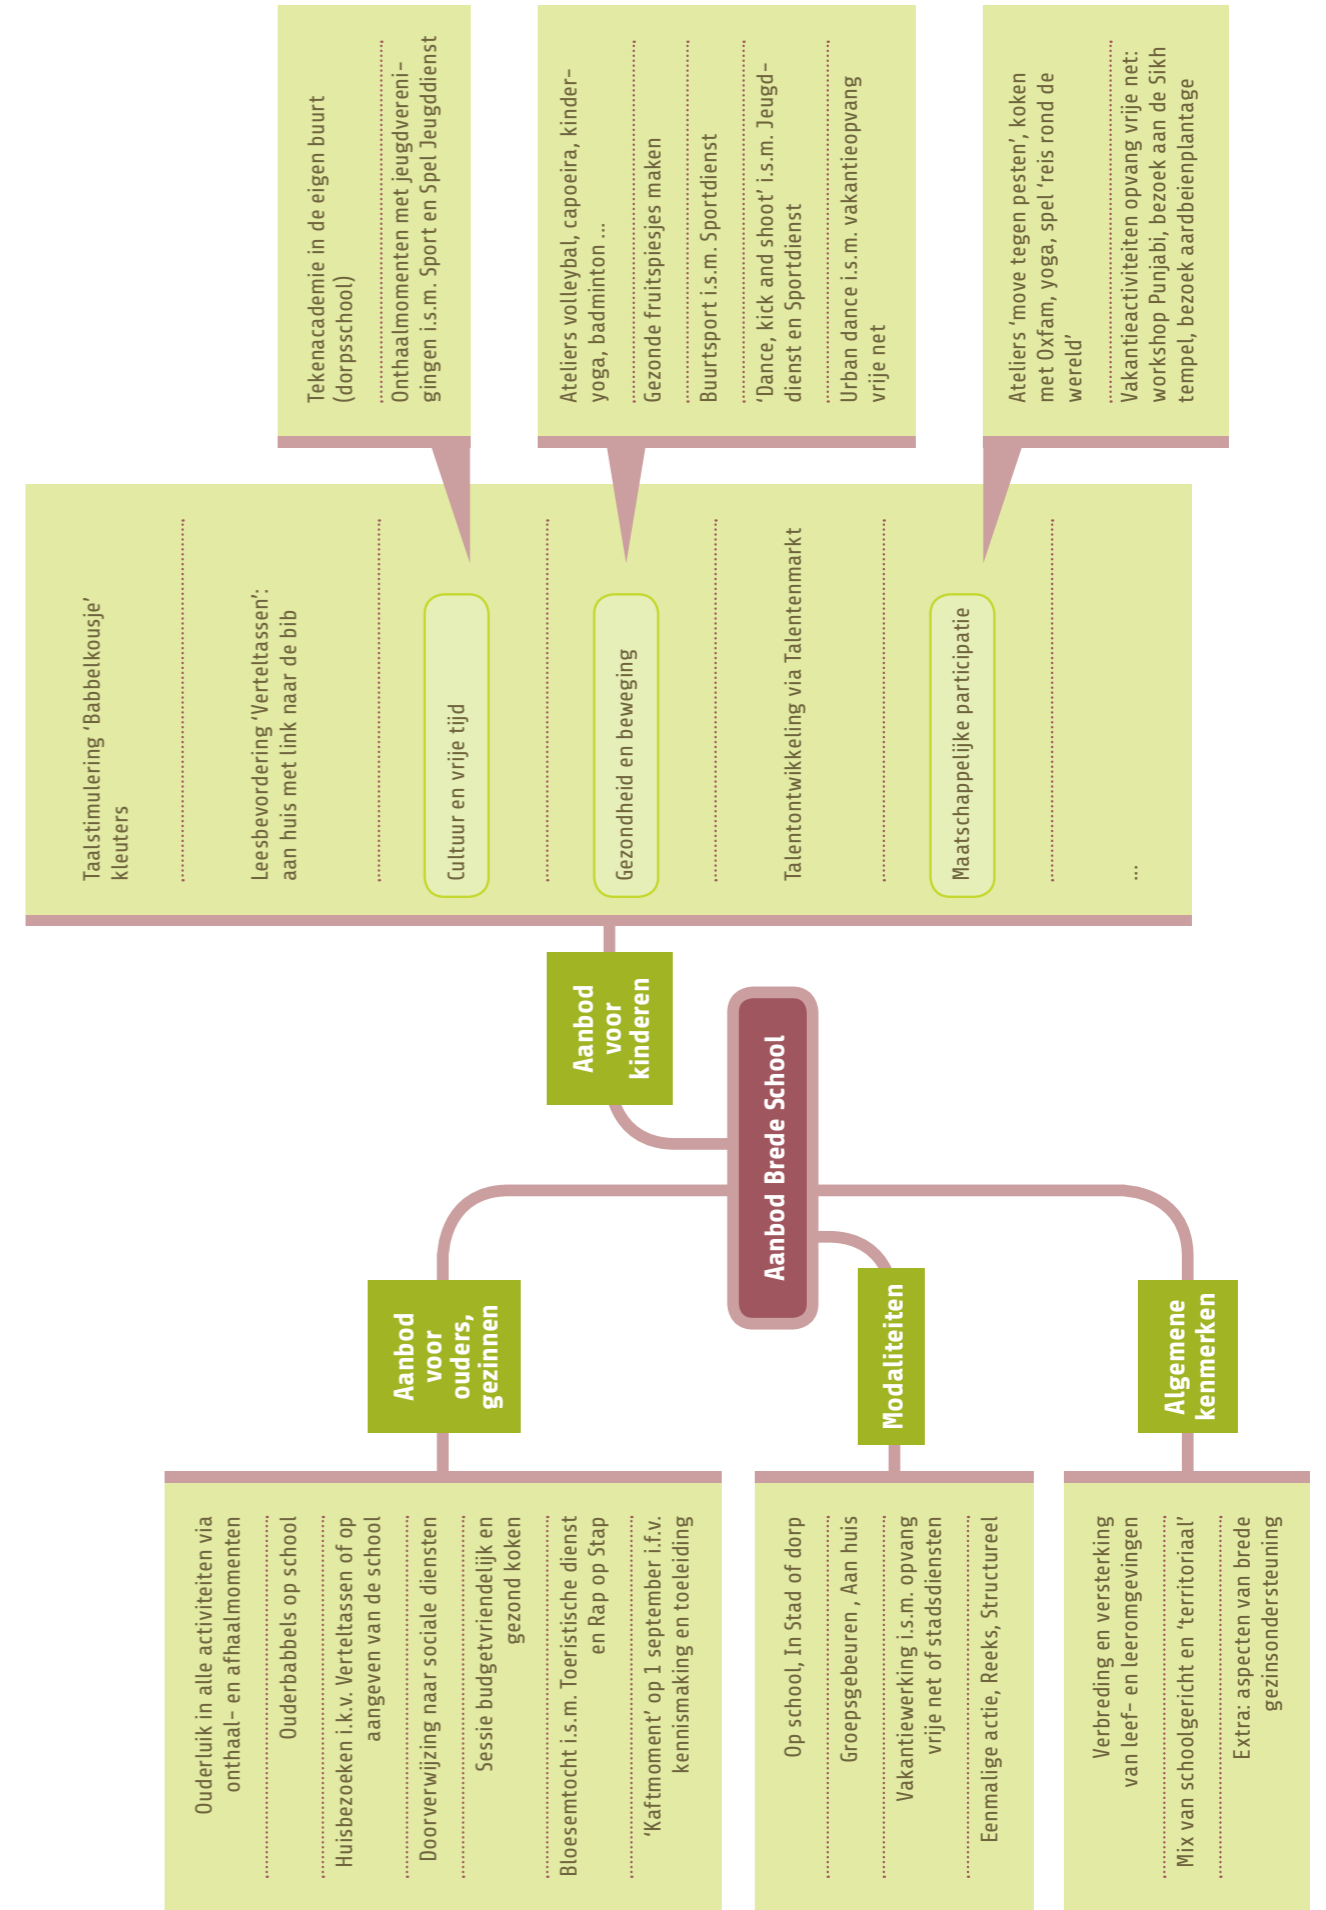 Aanbod Brede School
Aanbod
voor
ouders,
gezinnen
Ouderluik in alle activiteiten via
onthaal- en afhaalmomenten
Ouderbabbels op school
Huisbezoeken i.k.v. Verteltassen of op
aangeven van de school
Doorverwijzing naar sociale diensten
Sessie budgetvriendelijk en
gezond koken
Bloesemtocht i.s.m. Toeristische dienst
en Rap op Stap
‘Kaftmoment’ op 1 september i.f.v.
kennismaking en toeleiding
Modaliteiten
Op school, In Stad of dorp
Groepsgebeuren , Aan huis
Vakantiewerking i.s.m. opvang
vrije net of stadsdiensten
Eenmalige actie, Reeks, Structureel
Algemene
kenmerken
Verbreding en versterking
van leef- en leeromgevingen
Mix van schoolgericht en ‘territoriaal’
Extra: aspecten van brede
gezinsondersteuning
Aanbod
voor
kinderen
Taalstimulering ‘Babbelkousje’
kleuters
Leesbevordering ‘Verteltassen’:
aan huis met link naar de bib
Cultuur en vrije tijd
Gezondheid en beweging
Talentontwikkeling via Talentenmarkt
Maatschappelijke participatie
...
Tekenacademie in de eigen buurt
(dorpsschool)
Onthaalmomenten met jeugdvereni-
gingen i.s.m. Sport en Spel Jeugddienst
Ateliers volleybal, capoeira, kinder-
yoga, badminton ...
Gezonde fruitspiesjes maken
Buurtsport i.s.m. Sportdienst
‘Dance, kick and shoot’ i.s.m. Jeugd-
dienst en Sportdienst
Urban dance i.s.m. vakantieopvang
vrije net
Ateliers ‘move tegen pesten’, koken
met Oxfam, yoga, spel ‘reis rond de
wereld’
Vakantieactiviteiten opvang vrije net:
workshop Punjabi, bezoek aan de Sikh
tempel, bezoek aardbeienplantage